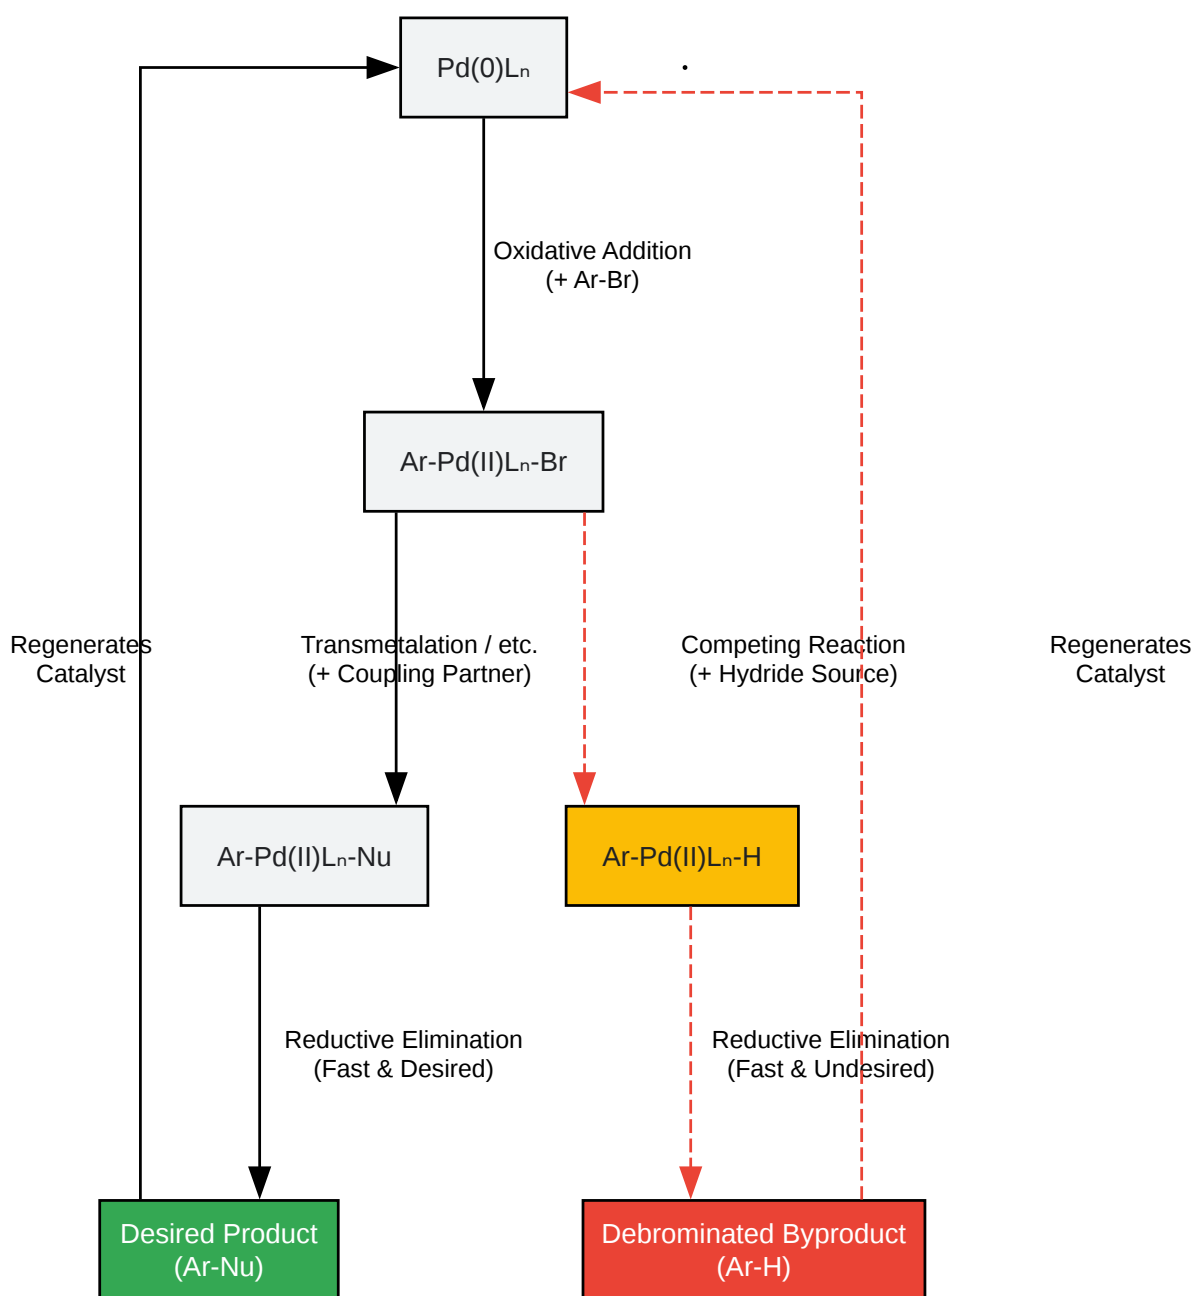 Pd(0)Lₙ
Oxidative Addition
(+ Ar-Br)
Ar-Pd(II)Lₙ-Br
Regenerates
Catalyst
Transmetalation / etc.
(+ Coupling Partner)
Competing Reaction
(+ Hydride Source)
Regenerates
Catalyst
Ar-Pd(II)Lₙ-Nu
Ar-Pd(II)Lₙ-H
Reductive Elimination
(Fast & Desired)
Reductive Elimination
(Fast & Undesired)
Desired Product
(Ar-Nu)
Debrominated Byproduct
(Ar-H)